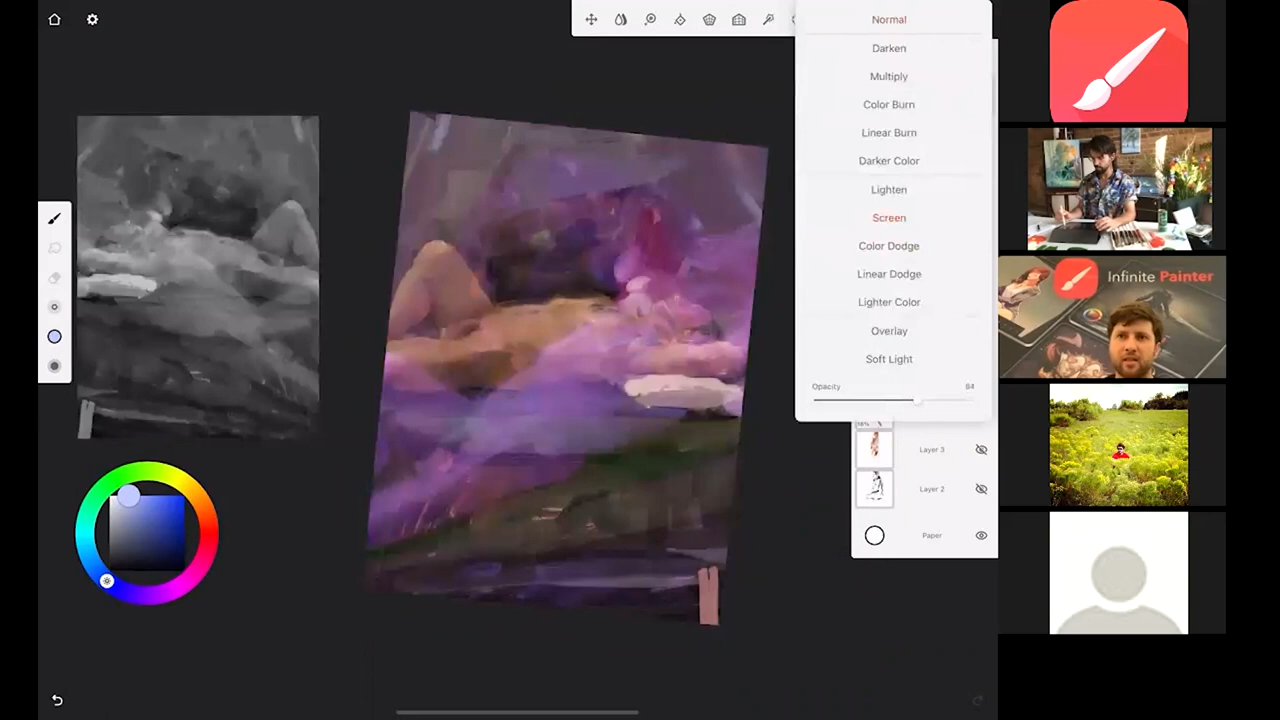 Normal
Darken
Multiply
Color Burn
Linear Burn
Darker Color
Lighten
Screen
Color Dodge
Linear Dodge
Lighter Color
Overlay
Soft Light
Opacity 84
Layer 3
Layer 2
Paper
Infinite Painter